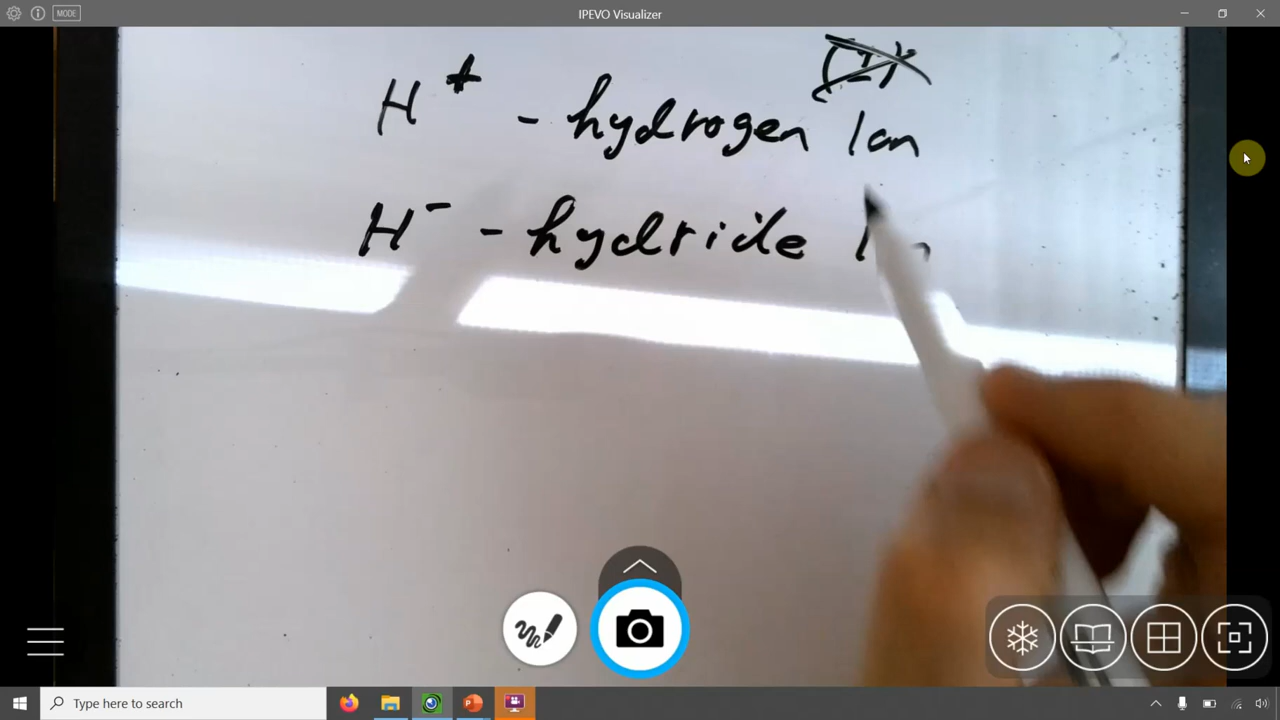 MODE
IPEVO Visualizer
H⁺ - hydrogen Ion
H⁻ - hydride
Type here to search